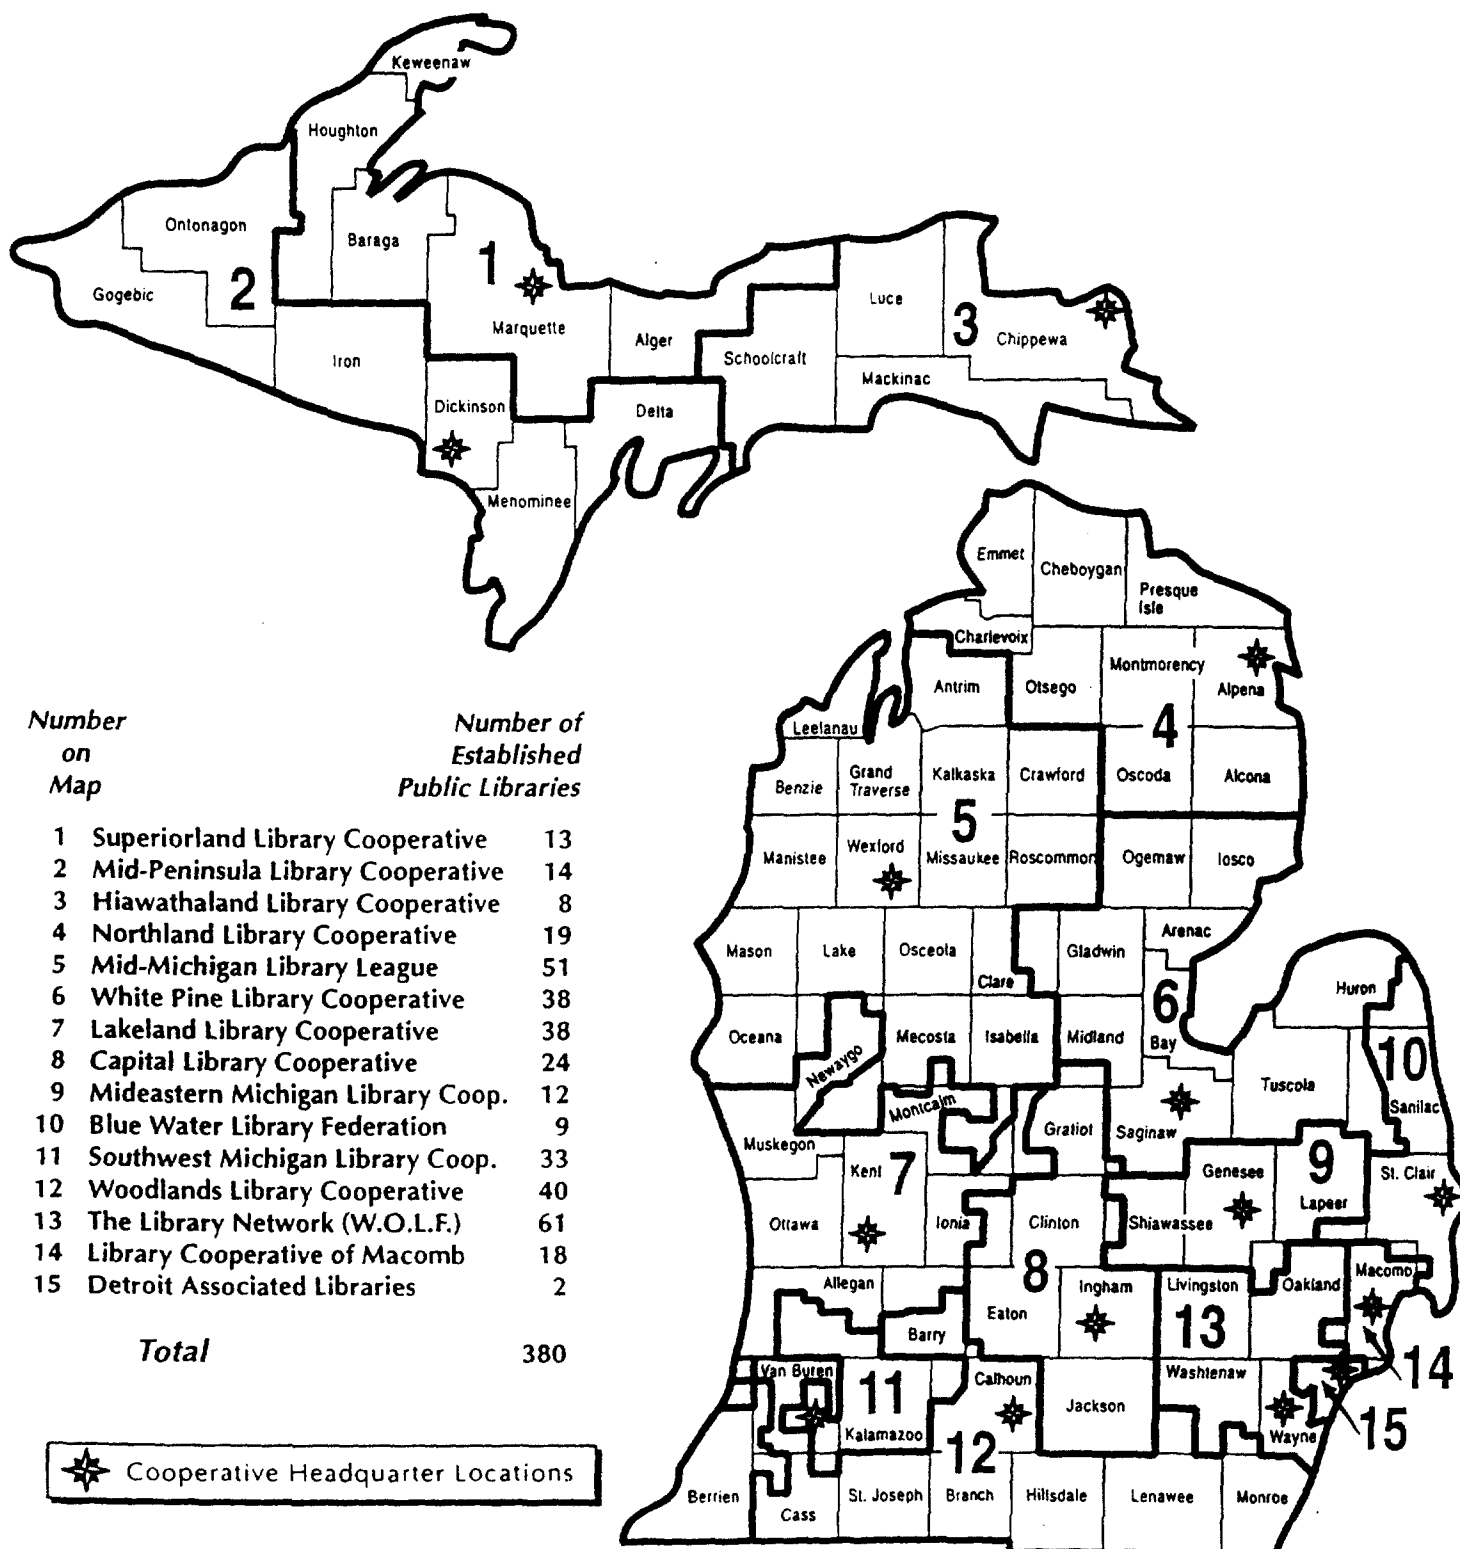 Keweenaw
Houghton
Ontonagon
Baraga
1
Gogebic
2
Marquette
Luce
3
Chippewa
Iron
Alger
Schoolcraft
Mackinac
Dickinson
Delta
Menominee
Emmet
Cheboygan
Presque
Isle
Charlevoix
Antrim
Otsego
Montmorency
Alpena
Leelanau
4
Benzie
Grand
Traverse
Kalkaska
Crawford
Oscoda
Alcona
5
Manistee
Wexford
Missaukee
Roscommon
Ogemaw
Iosco
Mason
Lake
Osceola
Clare
Gladwin
Arenac
Huron
6
Oceana
Newaygo
Mecosta
Isabella
Midland
Bay
10
Tuscola
Sanilac
Montcalm
Gratiot
Saginaw
Muskegon
Kent
7
Genesee
9
Lapeer
St. Clair
Ottawa
Ionia
Clinton
Shiawassee
Allegan
8
Eaton
Ingham
Livingston
13
Oakland
Macomb
Barry
14
Van Buren
11
Kalamazoo
Calhoun
Jackson
Washtenaw
Wayne
15
12
Berrien
Cass
St. Joseph
Branch
Hillsdale
Lenawee
Monroe
Number on Map
Number of Established Public Libraries
1 Superiorland Library Cooperative 13
2 Mid-Peninsula Library Cooperative 14
3 Hiawathaland Library Cooperative 8
4 Northland Library Cooperative 19
5 Mid-Michigan Library League 51
6 White Pine Library Cooperative 38
7 Lakeland Library Cooperative 38
8 Capital Library Cooperative 24
9 Mideastern Michigan Library Coop. 12
10 Blue Water Library Federation 9
11 Southwest Michigan Library Coop. 33
12 Woodlands Library Cooperative 40
13 The Library Network (W.O.L.F.) 61
14 Library Cooperative of Macomb 18
15 Detroit Associated Libraries 2
Total 380
Cooperative Headquarter Locations